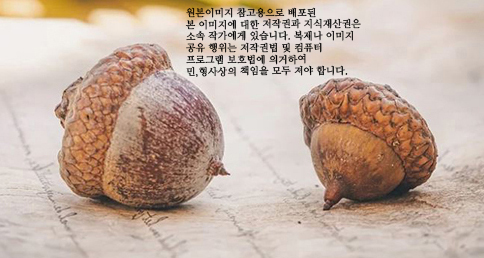 원본이미지 참고용으로 배포된
본 이미지에 대한 저작권과 지식재산권은
소속 작가에게 있습니다. 복제나 이미지
공유 행위는 저작권법 및 컴퓨터
프로그램 보호법에 의거하여
민,형사상의 책임을 모두 져야 합니다.